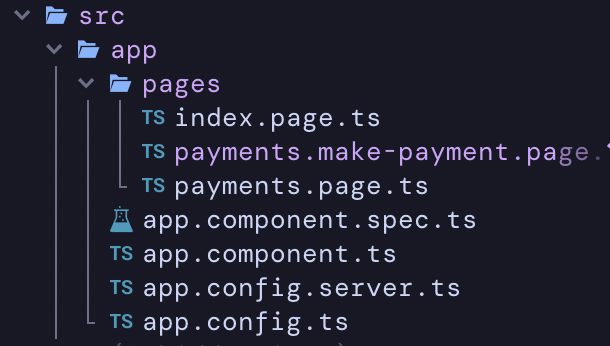 src
app
pages
TS index.page.ts
TS payments.make-payment.page.
TS payments.page.ts
app.component.spec.ts
TS app.component.ts
TS app.config.server.ts
TS app.config.ts